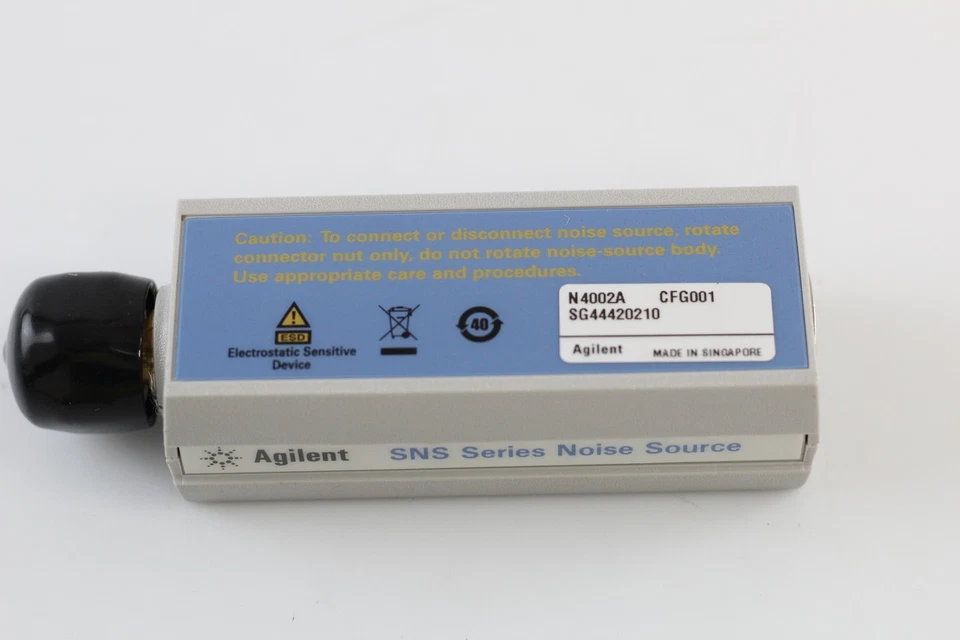 Caution: To connect or disconnect noise source, rotate
connector nut only, do not rotate noise-source body.
Use appropriate care and procedures.
ESD
Electrostatic Sensitive
Device
40
N4002A CFG001
SG44420210
Agilent MADE IN SINGAPORE
Agilent SNS Series Noise Source